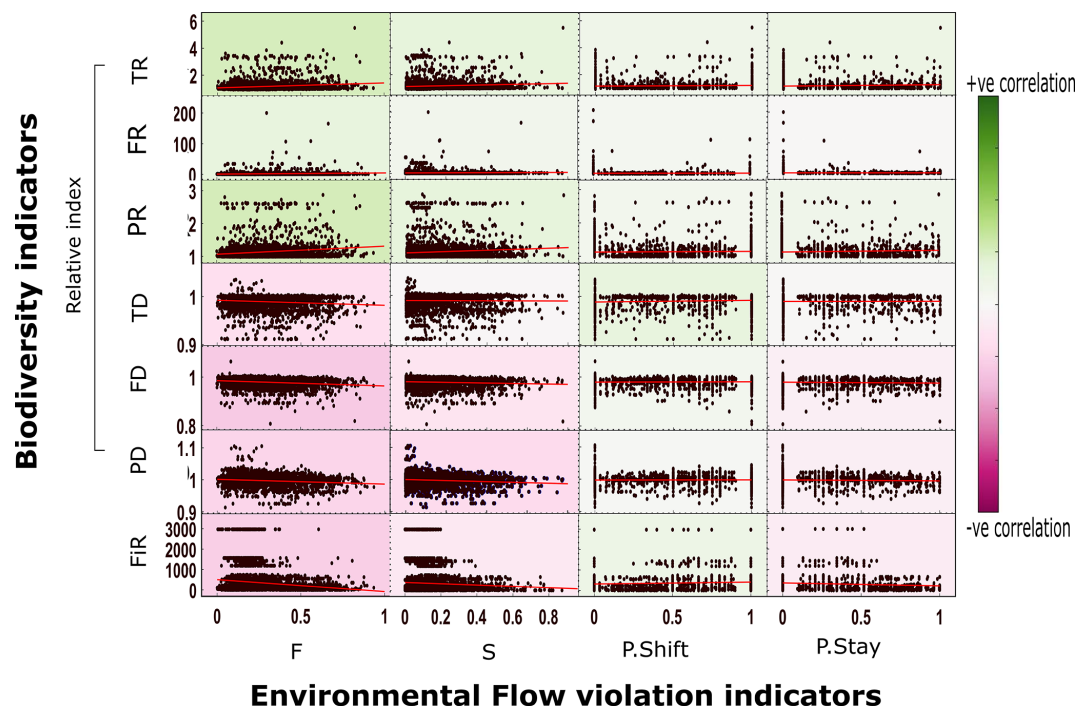 Biodiversity indicators
Relative index
TR
6
4
2
FR
200
100
0
PR
3
2
1
TD
1
0.9
FD
1
0.8
PD
1.1
1
0.9
FiR
3000
2000
1000
0
0 0.5 1
0 0.2 0.4 0.6 0.8
0 0.5 1
0 0.5 1
F
S
P.Shift
P.Stay
Environmental Flow violation indicators
+ve correlation
-ve correlation